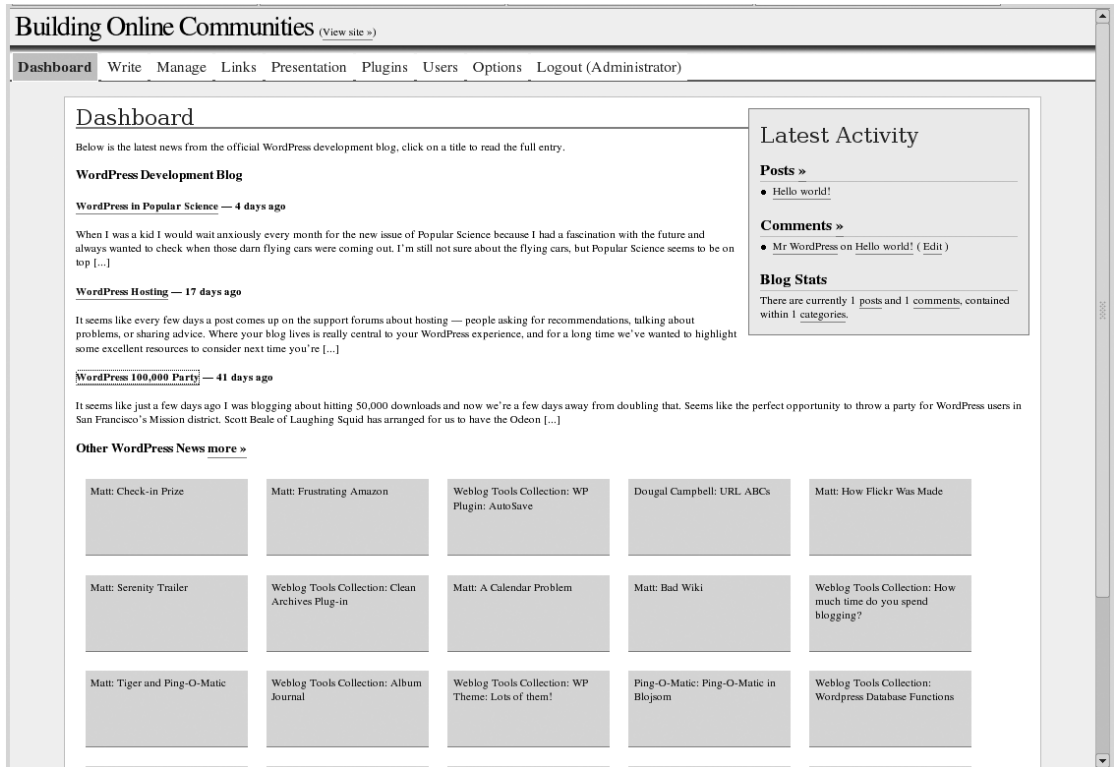 Building Online Communities (View site »)
Dashboard Write Manage Links Presentation Plugins Users Options Logout (Administrator)
Dashboard
Below is the latest news from the official WordPress development blog, click on a title to read the full entry.
WordPress Development Blog
WordPress in Popular Science — 4 days ago
When I was a kid I would wait anxiously every month for the new issue of Popular Science because I had a fascination with the future and
always wanted to check when those darn flying cars were coming out. I'm still not sure about the flying cars, but Popular Science seems to be on
top [...]
WordPress Hosting — 17 days ago
It seems like every few days a post comes up on the support forums about hosting — people asking for recommendations, talking about
problems, or sharing advice. Where your blog lives is really central to your WordPress experience, and for a long time we've wanted to highlight
some excellent resources to consider next time you're [...]
WordPress 100,000 Party — 41 days ago
It seems like just a few days ago I was blogging about hitting 50,000 downloads and now we're a few days away from doubling that. Seems like the perfect opportunity to throw a party for WordPress users in
San Francisco's Mission district. Scott Beale of Laughing Squid has arranged for us to have the Odeon [...]
Latest Activity
Posts »
• Hello world!
Comments »
• Mr WordPress on Hello world! ( Edit )
Blog Stats
There are currently 1 posts and 1 comments, contained
within 1 categories.
Other WordPress News more »
Matt: Check-in Prize
Matt: Frustrating Amazon
Weblog Tools Collection: WP
Plugin: AutoSave
Dougal Campbell: URL ABCs
Matt: How Flickr Was Made
Matt: Serenity Trailer
Weblog Tools Collection: Clean
Archives Plug-in
Matt: A Calendar Problem
Matt: Bad Wiki
Weblog Tools Collection: How
much time do you spend
blogging?
Matt: Tiger and Ping-O-Matic
Weblog Tools Collection: Album
Journal
Weblog Tools Collection: WP
Theme: Lots of them!
Ping-O-Matic: Ping-O-Matic in
Blojsom
Weblog Tools Collection:
Wordpress Database Functions